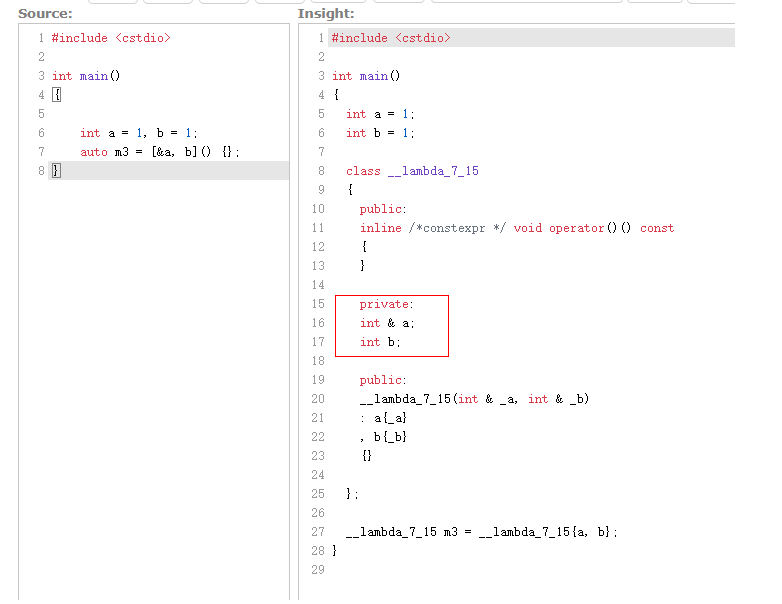 Source:
1 #include <cstdio>
2
3 int main()
4 {
5
6 int a = 1, b = 1;
7 auto m3 = [&a, b]() {};
8 }
Insight:
1 #include <cstdio>
2
3 int main()
4 {
5 int a = 1;
6 int b = 1;
7
8 class __lambda_7_15
9 {
10 public:
11 inline /*constexpr */ void operator()() const
12 {
13 }
14
15 private:
16 int & a;
17 int b;
18
19 public:
20 __lambda_7_15(int & _a, int & _b)
21 : a{_a}
22 , b{_b}
23 {}
24
25 };
26
27 __lambda_7_15 m3 = __lambda_7_15{a, b};
28 }
29